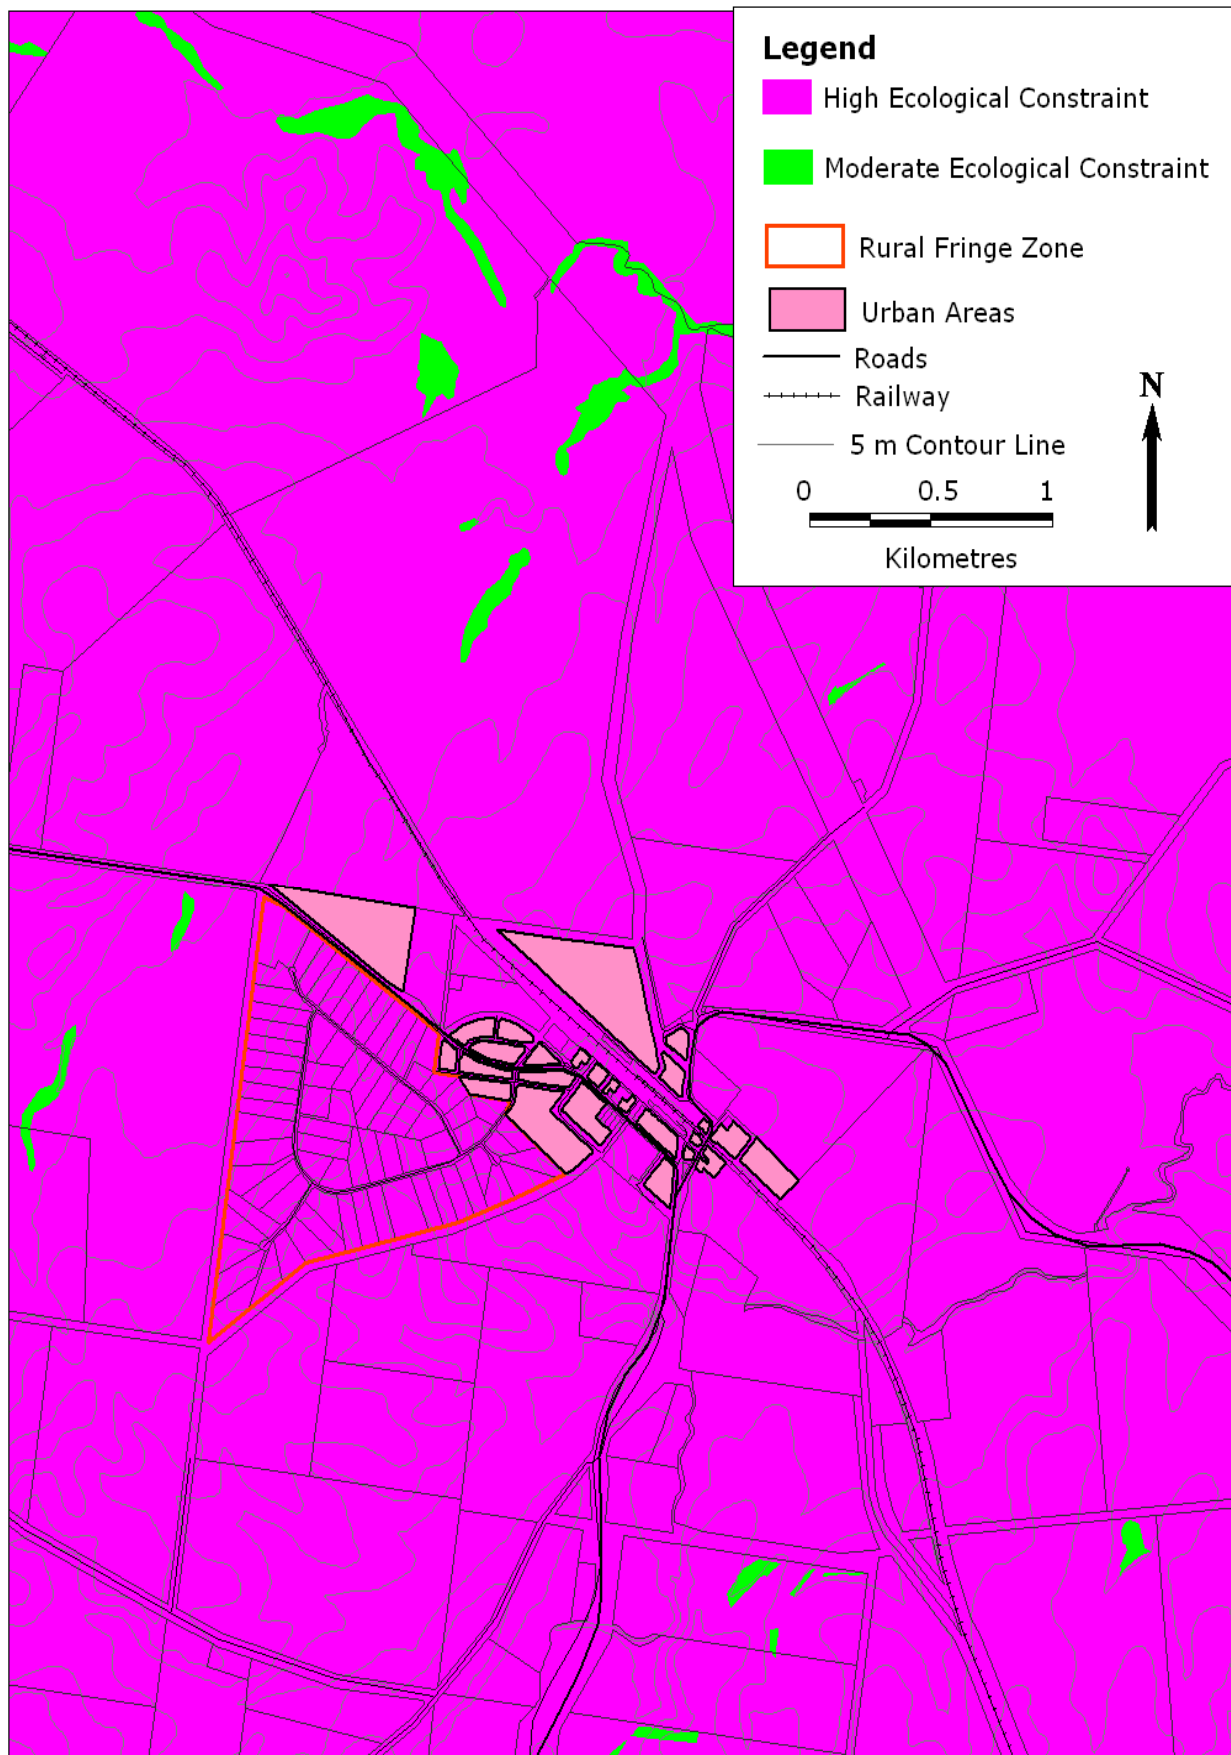 Legend
High Ecological Constraint
Moderate Ecological Constraint
Rural Fringe Zone
Urban Areas
Roads
Railway
N
5 m Contour Line
0 0.5 1
Kilometres